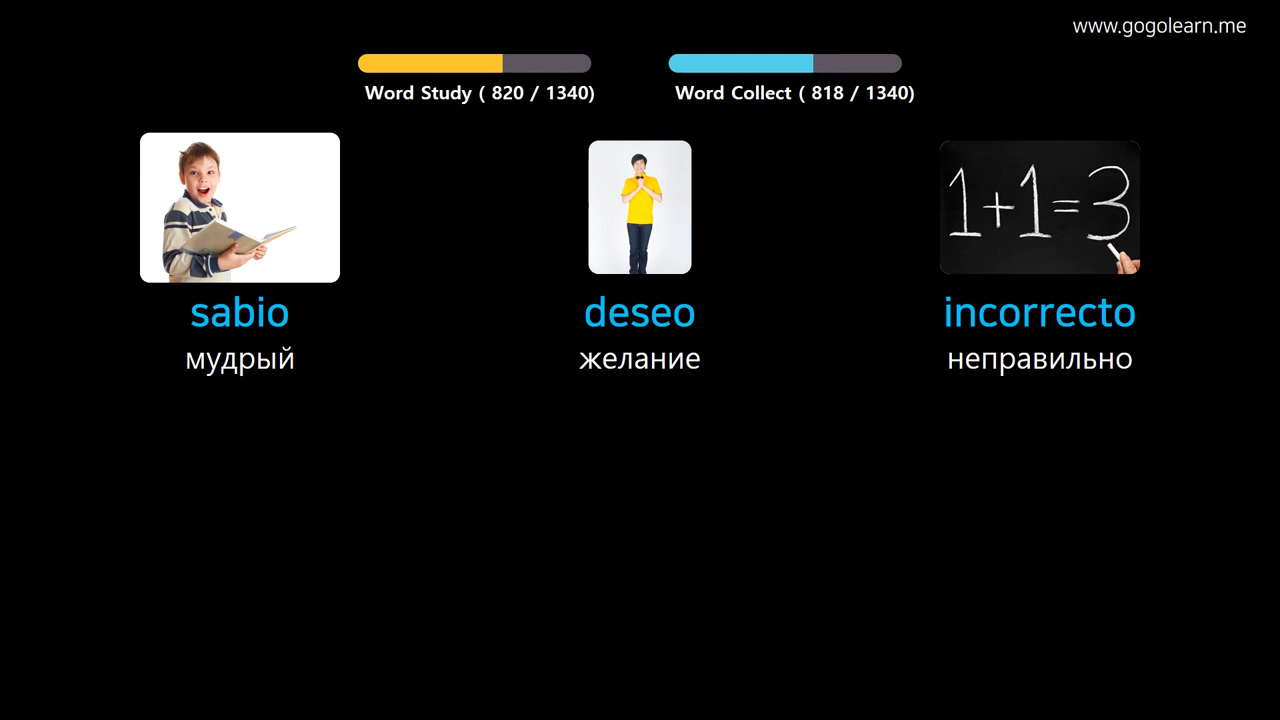 www.gogolearn.me
Word Study ( 820 / 1340)
Word Collect ( 818 / 1340)
1+1=3
sabio
deseo
incorrecto
мудрый
желание
неправильно